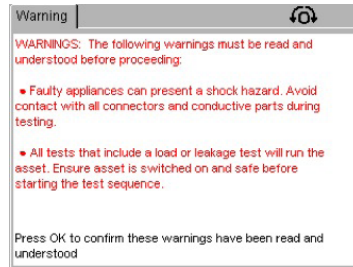 Warning
WARNINGS: The following warnings must be read and
understood before proceeding:
• Faulty appliances can present a shock hazard. Avoid
contact with all connectors and conductive parts during
testing.
• All tests that include a load or leakage test will run the
asset. Ensure asset is switched on and safe before
starting the test sequence.
Press OK to confirm these warnings have been read and
understood